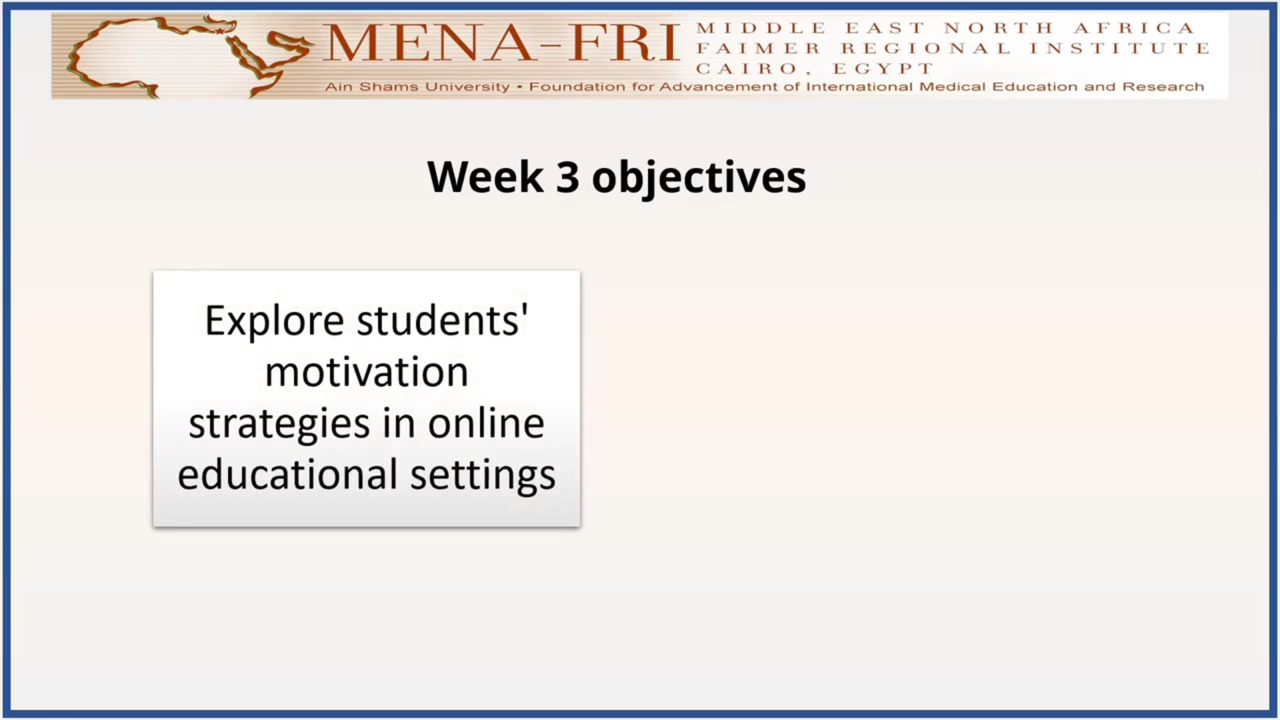 MENA-FRI
MIDDLE EAST NORTH AFRICA
FAIMER REGIONAL INSTITUTE
CAIRO, EGYPT
Ain Shams University • Foundation for Advancement of International Medical Education and Research
Week 3 objectives
Explore students'
motivation
strategies in online
educational settings